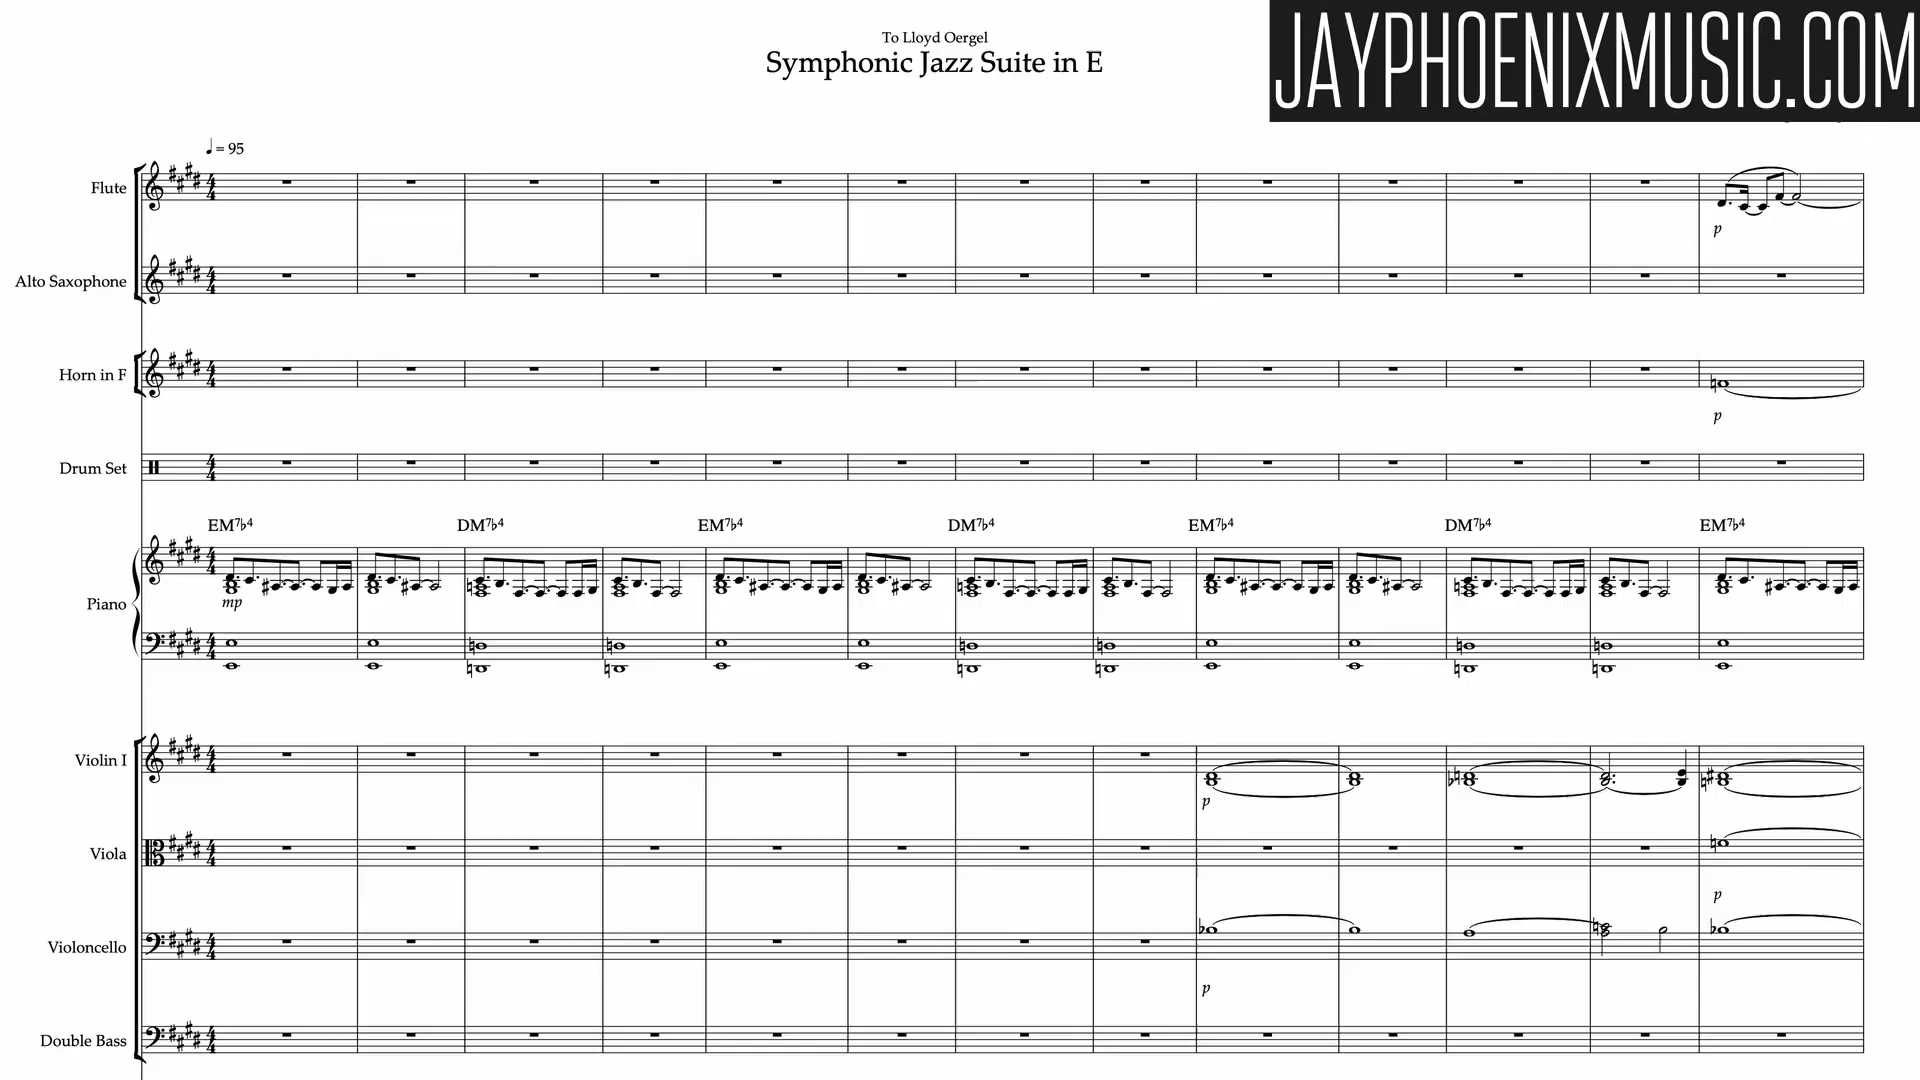 To Lloyd Oergel
Symphonic Jazz Suite in E
JAYPHOENIXMUSIC.COM
♩ = 95
Flute
p
Alto Saxophone
Horn in F
p
Drum Set
EM7♭4 DM7♭4 EM7♭4 DM7♭4 EM7♭4 DM7♭4 EM7♭4
Piano
mp
Violin I
p
Viola
p
Violoncello
p
Double Bass